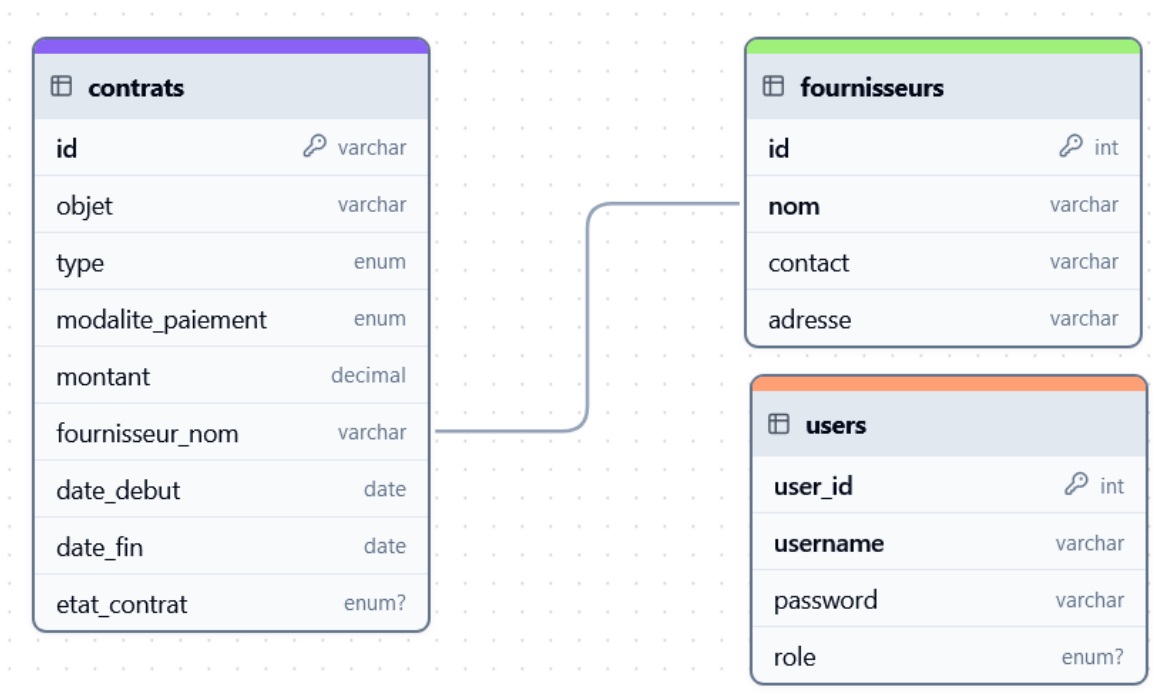 contrats
id varchar
objet varchar
type enum
modalite_paiement enum
montant decimal
fournisseur_nom varchar
date_debut date
date_fin date
etat_contrat enum?
fournisseurs
id int
nom varchar
contact varchar
adresse varchar
users
user_id int
username varchar
password varchar
role enum?